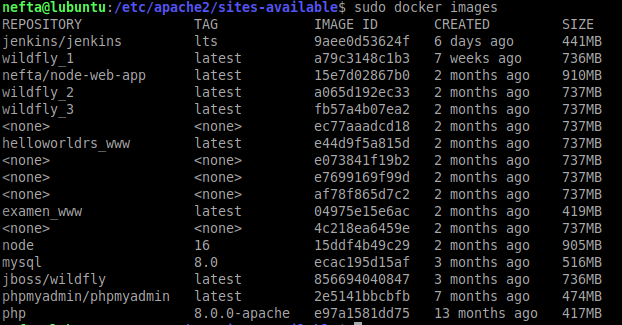 nefta@lubuntu:/etc/apache2/sites-available$ sudo docker images
REPOSITORY TAG IMAGE ID CREATED SIZE
jenkins/jenkins lts 9aee0d53624f 6 days ago 441MB
wildfly_1 latest a79c3148c1b3 7 weeks ago 736MB
nefta/node-web-app latest 15e7d02867b0 2 months ago 910MB
wildfly_2 latest a065d192ec33 2 months ago 737MB
wildfly_3 latest fb57a4b07ea2 2 months ago 737MB
<none> <none> ec77aaadcd18 2 months ago 737MB
helloworldrs_www latest e44d9f5a815d 2 months ago 737MB
<none> <none> e073841f19b2 2 months ago 737MB
<none> <none> e7699169f99d 2 months ago 737MB
<none> <none> af78f865d7c2 2 months ago 737MB
examen_www latest 04975e15e6ac 2 months ago 419MB
<none> <none> 4c218ea6459e 2 months ago 737MB
node 16 15ddf4b49c29 2 months ago 905MB
mysql 8.0 ecac195d15af 3 months ago 516MB
jboss/wildfly latest 856694040847 3 months ago 736MB
phpmyadmin/phpmyadmin latest 2e5141bbcbfb 7 months ago 474MB
php 8.0.0-apache e97a1581dd75 13 months ago 417MB